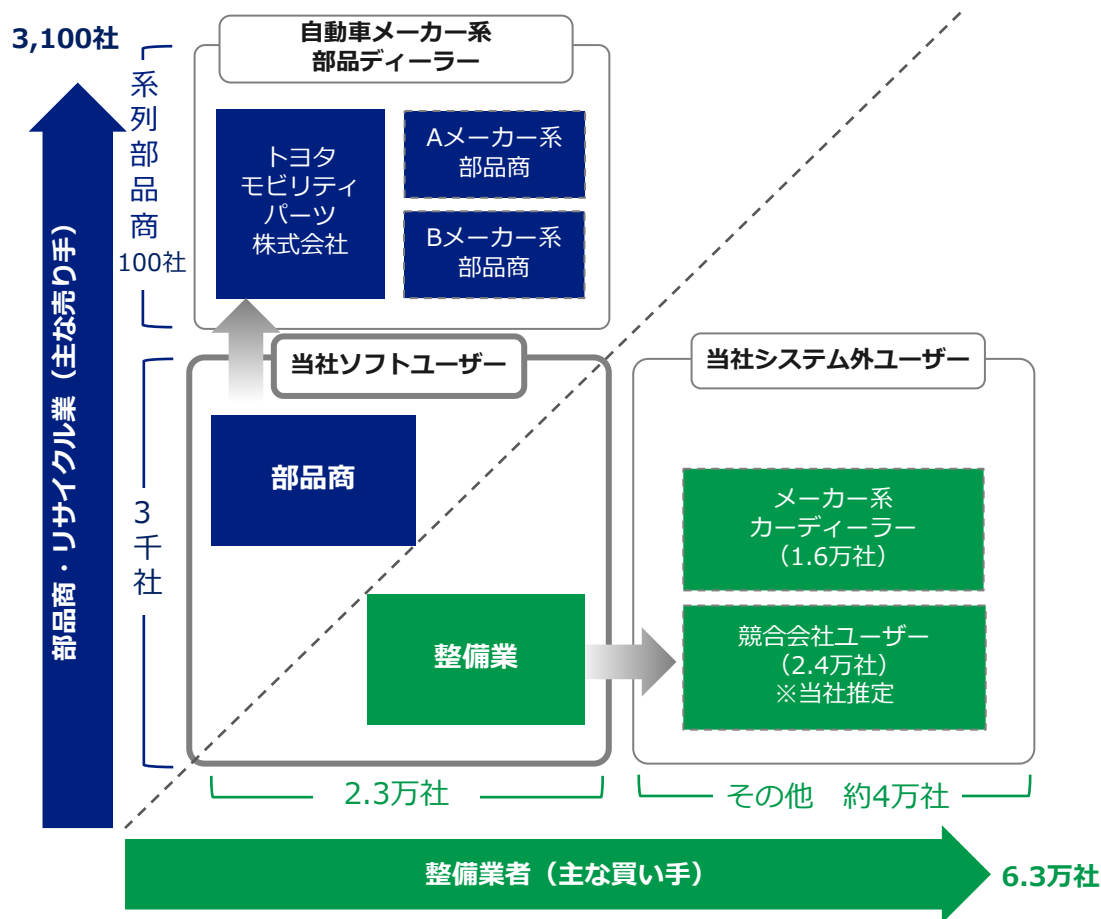 3,100社
自動車メーカー系
部品ディーラー
系列部品商
100社
トヨタ
モビリティ
パーツ
株式会社
Aメーカー系
部品商
Bメーカー系
部品商
部品商・リサイクル業（主な売り手）
3千社
当社ソフトユーザー
部品商
整備業
当社システム外ユーザー
メーカー系
カーディーラー
（1.6万社）
競合会社ユーザー
（2.4万社）
※当社推定
2.3万社
その他　約4万社
整備業者（主な買い手）
6.3万社